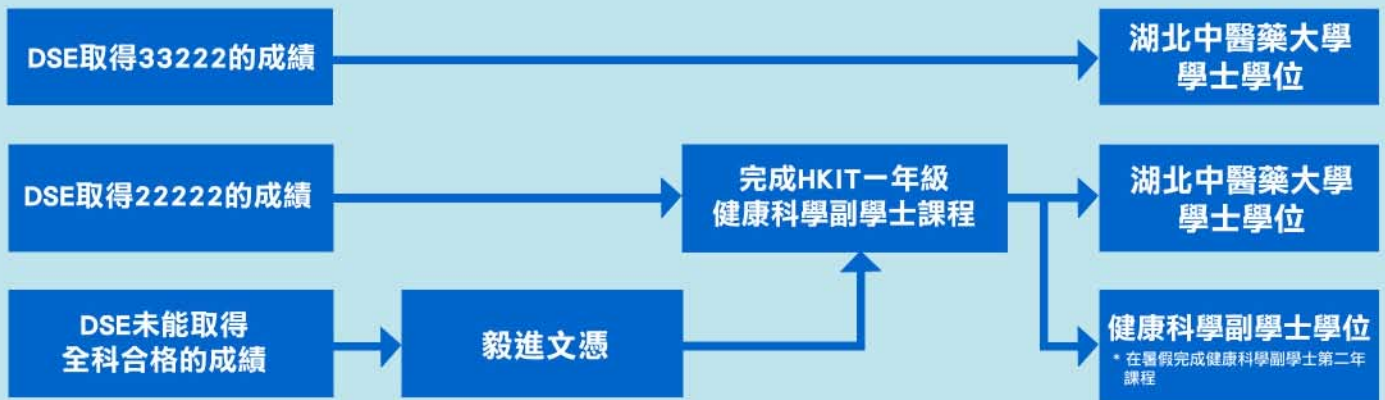 DSE取得33222的成績
湖北中醫藥大學
學士學位
DSE取得22222的成績
完成HKIT一年級
健康科學副學士課程
湖北中醫藥大學
學士學位
DSE未能取得
全科合格的成績
毅進文憑
健康科學副學士學位
* 在暑假完成健康科學副學士第二年
課程